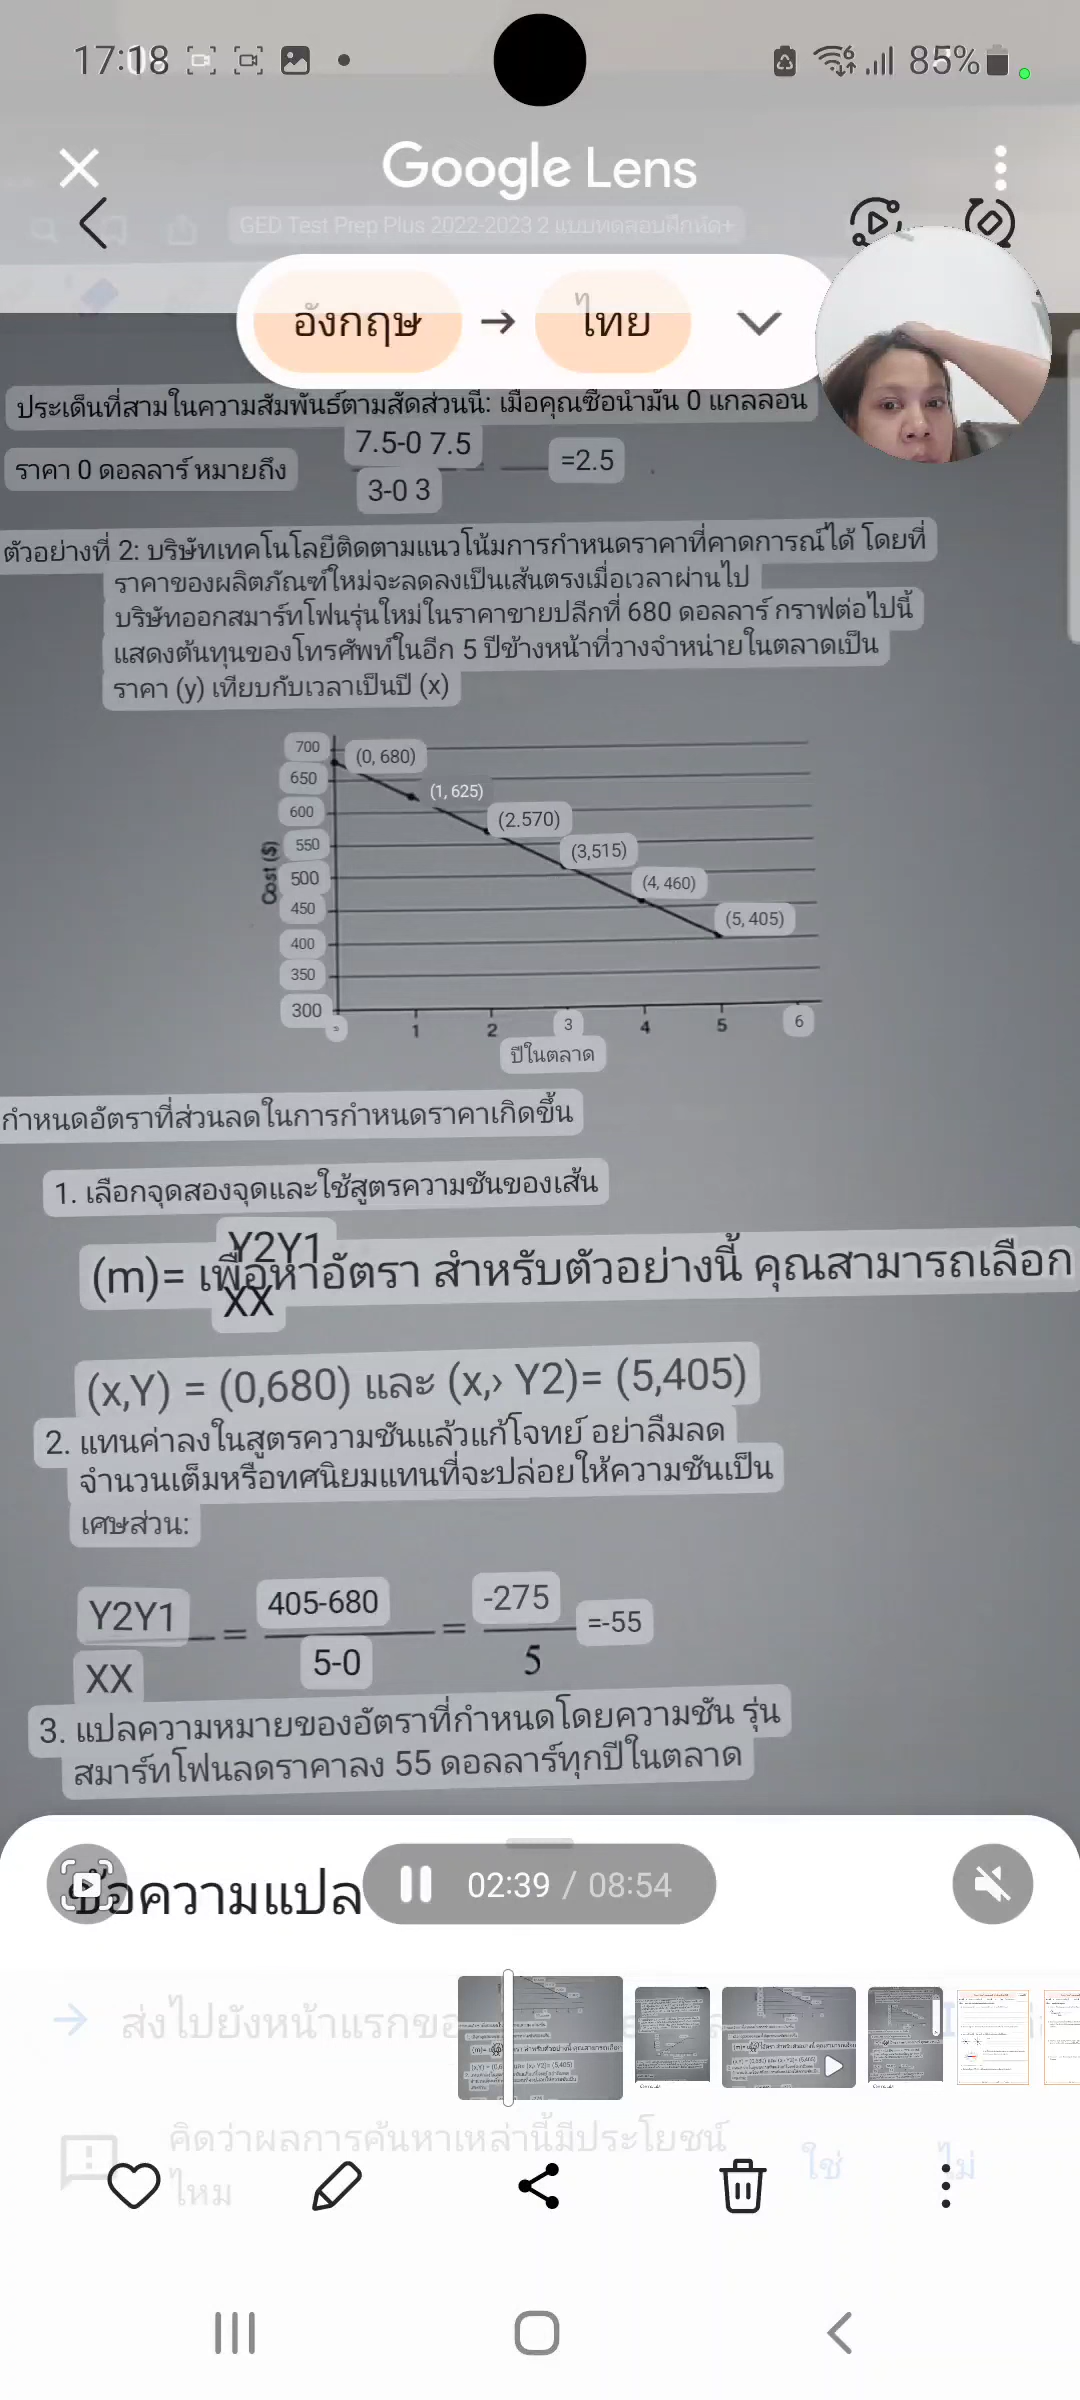 17:18
85%
Google Lens
GED Test Prep Plus 2022-2023 2 แบบทดสอบฝึกหัด+
อังกฤษ → ไทย
ประเด็นที่สามในความสัมพันธ์ตามสัดส่วนนี้: เมื่อคุณซื้อน้ำมัน 0 แกลลอน
7.5-0 7.5
ราคา 0 ดอลลาร์ หมายถึง
=2.5
3-0 3
ตัวอย่างที่ 2: บริษัทเทคโนโลยีติดตามแนวโน้มการกำหนดราคาที่คาดการณ์ได้ โดยที่
ราคาของผลิตภัณฑ์ใหม่จะลดลงเป็นเส้นตรงเมื่อเวลาผ่านไป
บริษัทออกสมาร์ทโฟนรุ่นใหม่ในราคาขายปลีกที่ 680 ดอลลาร์ กราฟต่อไปนี้
แสดงต้นทุนของโทรศัพท์ในอีก 5 ปีข้างหน้าที่วางจำหน่ายในตลาดเป็น
ราคา (y) เทียบกับเวลาเป็นปี (x)
700
(0, 680)
650
(1, 625)
600
(2.570)
550
(3,515)
Cost ($)
500
(4, 460)
450
(5, 405)
400
350
300
1 2 3 4 5 6
ปีในตลาด
กำหนดอัตราที่ส่วนลดในการกำหนดราคาเกิดขึ้น
1. เลือกจุดสองจุดและใช้สูตรความชันของเส้น
Y2Y1
(m)= เพื่อหาอัตรา สำหรับตัวอย่างนี้ คุณสามารถเลือก
XX
(x,Y) = (0,680) และ (x,› Y2)= (5,405)
2. แทนค่าลงในสูตรความชันแล้วแก้โจทย์ อย่าลืมลด
จำนวนเต็มหรือทศนิยมแทนที่จะปล่อยให้ความชันเป็น
เศษส่วน:
Y2Y1 = 405-680 = -275 =-55
XX 5-0 5
3. แปลความหมายของอัตราที่กำหนดโดยความชัน รุ่น
สมาร์ทโฟนลดราคาลง 55 ดอลลาร์ทุกปีในตลาด
ข้อความแปล
02:39 / 08:54
ส่งไปยังหน้าแรกขอ
คิดว่าผลการค้นหาเหล่านี้มีประโยชน์
ไหม
ใช่
ไม่